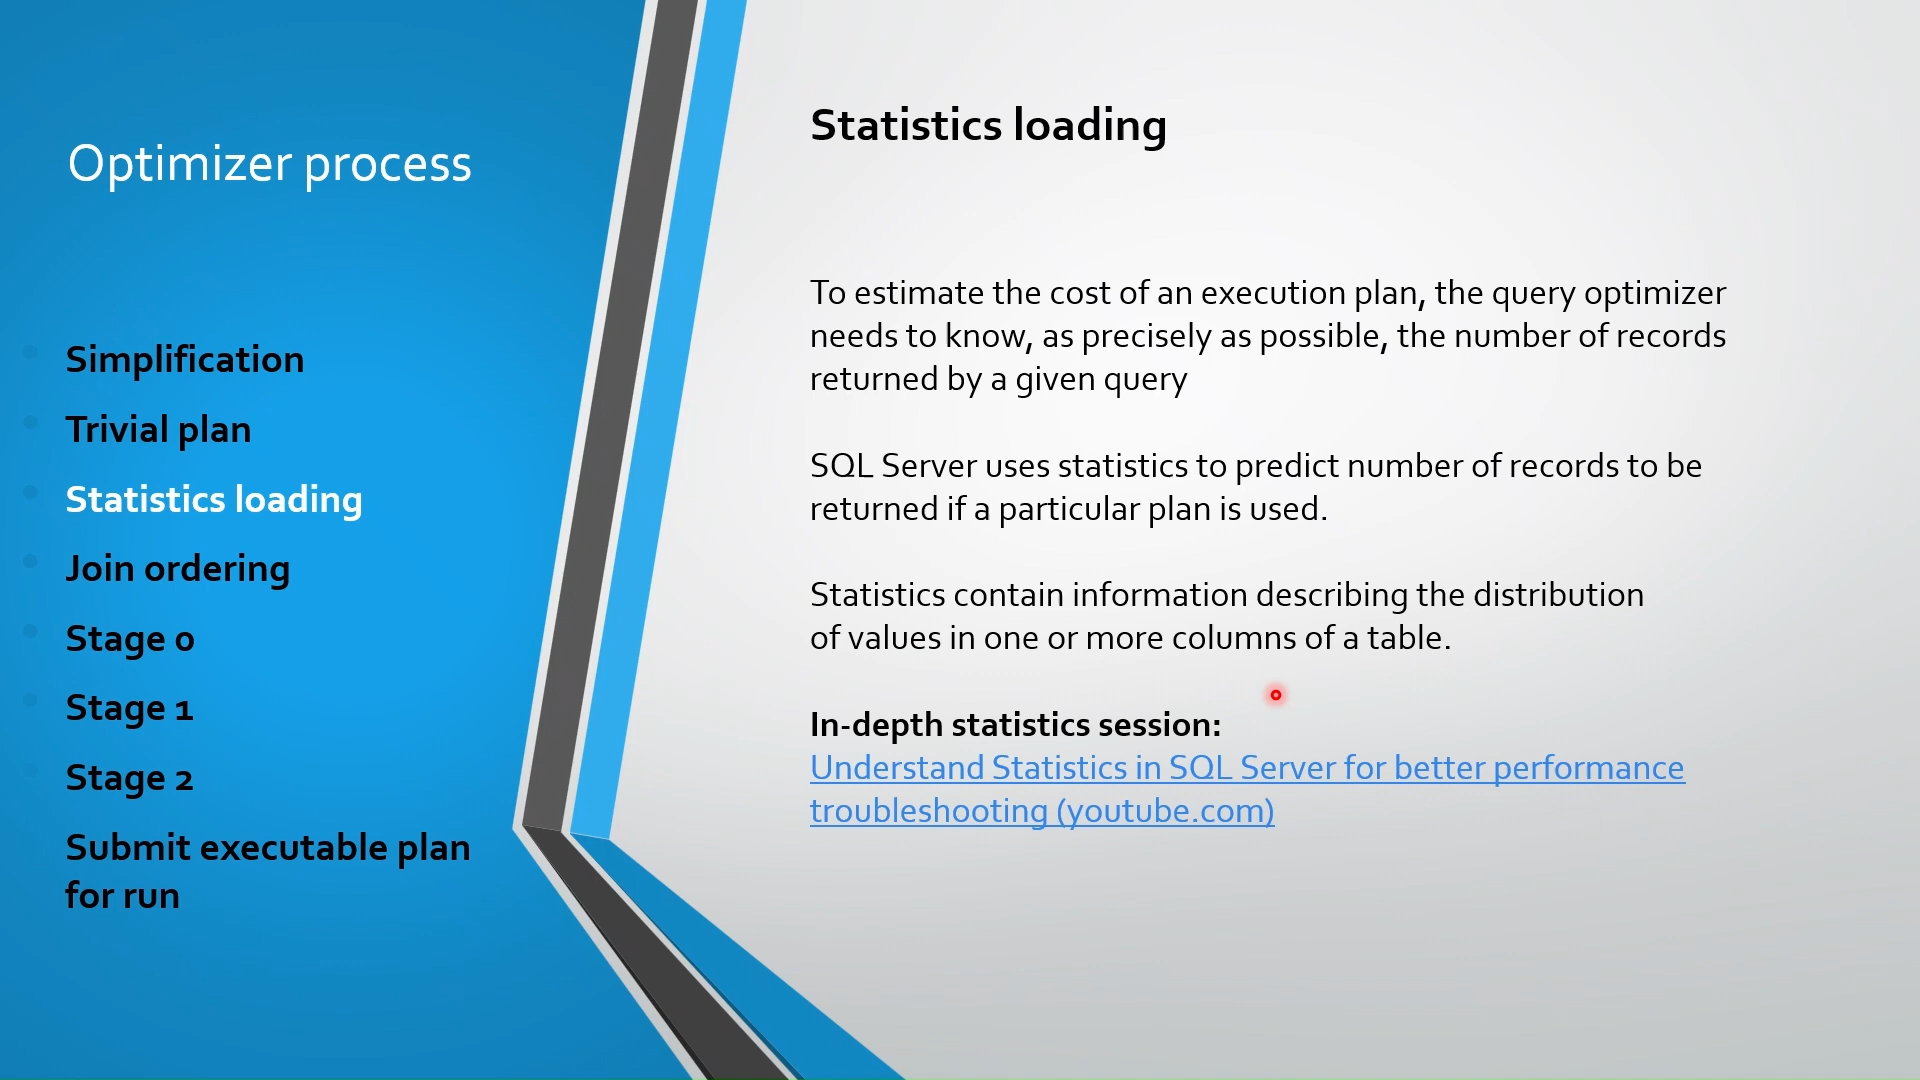 Optimizer process
Simplification
Trivial plan
Statistics loading
Join ordering
Stage 0
Stage 1
Stage 2
Submit executable plan
for run
Statistics loading
To estimate the cost of an execution plan, the query optimizer
needs to know, as precisely as possible, the number of records
returned by a given query
SQL Server uses statistics to predict number of records to be
returned if a particular plan is used.
Statistics contain information describing the distribution
of values in one or more columns of a table.
In-depth statistics session:
Understand Statistics in SQL Server for better performance
troubleshooting (youtube.com)